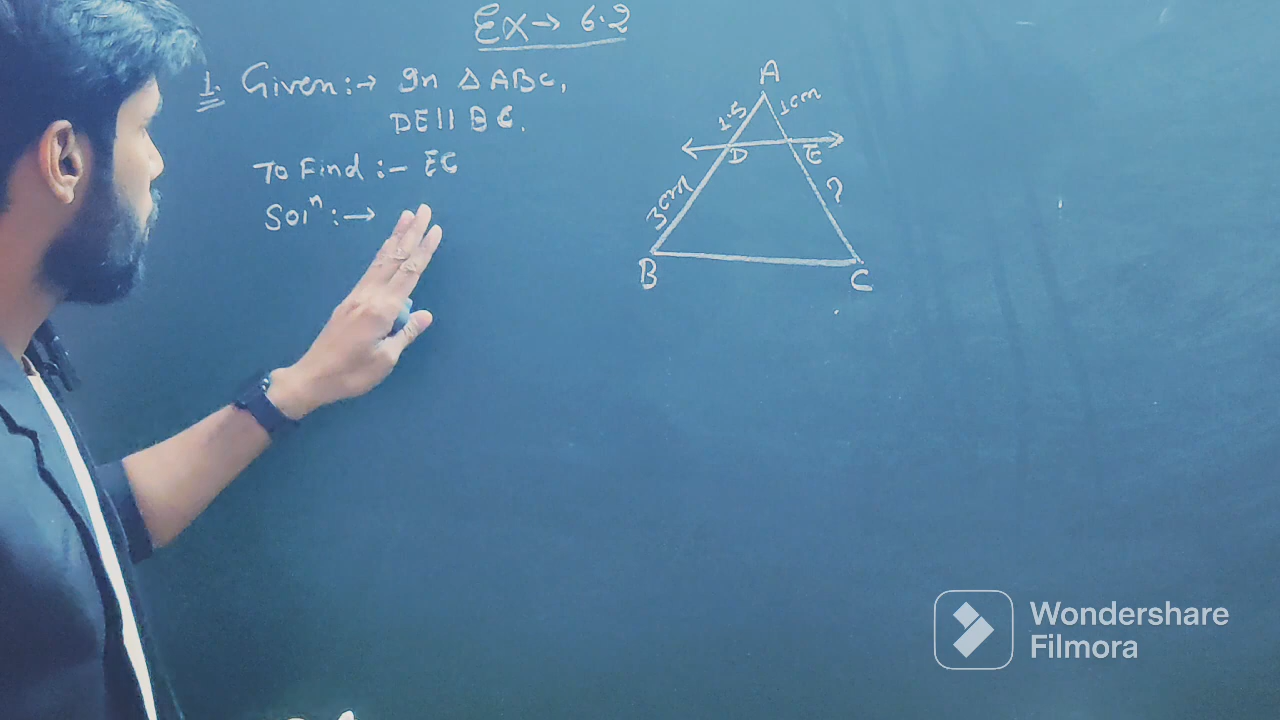 Ex → 6.2
1. Given :→ In △ABC,
DE || BC.
To Find :- EC
Solⁿ :→
A
1.5
1cm
D
E
3cm
?
B
C
Wondershare
Filmora